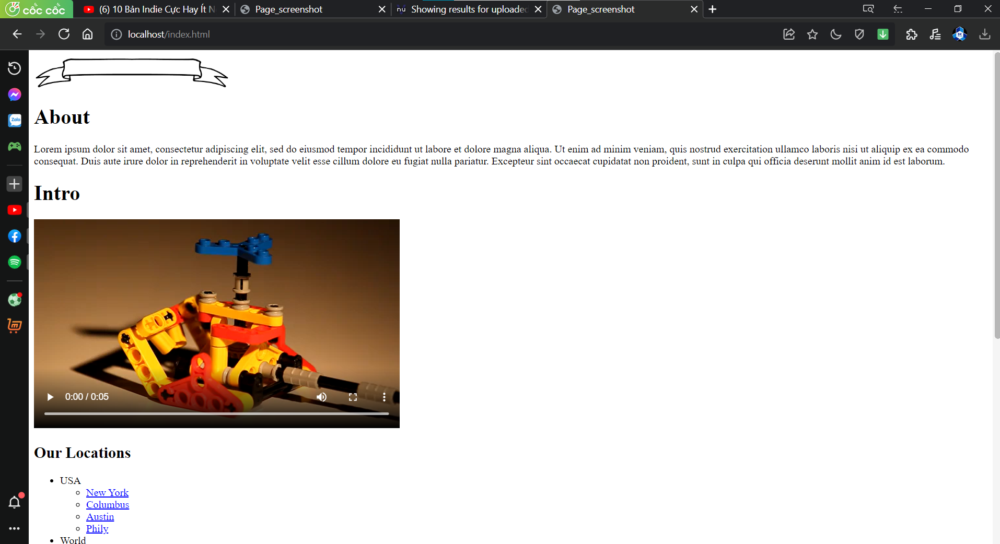 cốc cốc
(6) 10 Bản Indie Cực Hay Ít N
Page_screenshot
Showing results for uploaded
Page_screenshot
localhost/index.html
Zalo
About
Lorem ipsum dolor sit amet, consectetur adipiscing elit, sed do eiusmod tempor incididunt ut labore et dolore magna aliqua. Ut enim ad minim veniam, quis nostrud exercitation ullamco laboris nisi ut aliquip ex ea commodo
consequat. Duis aute irure dolor in reprehenderit in voluptate velit esse cillum dolore eu fugiat nulla pariatur. Excepteur sint occaecat cupidatat non proident, sunt in culpa qui officia deserunt mollit anim id est laborum.
Intro
0:00 / 0:05
Our Locations
USA
New York
Columbus
Austin
Phily
World